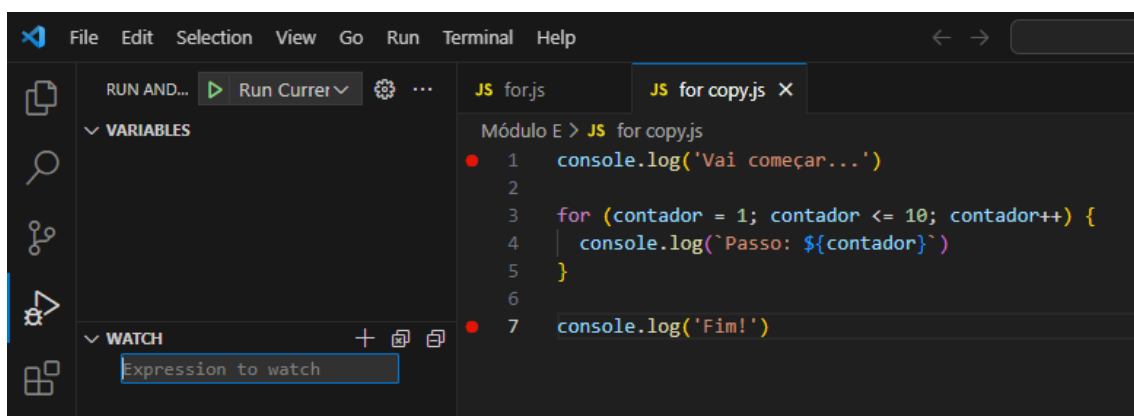 File Edit Selection View Go Run Terminal Help
RUN AND... Run Currer
VARIABLES
WATCH
Expression to watch
JS for.js JS for copy.js
Módulo E > JS for copy.js
1 console.log('Vai começar...')
2
3 for (contador = 1; contador <= 10; contador++) {
4 console.log(`Passo: ${contador}`)
5 }
6
7 console.log('Fim!')